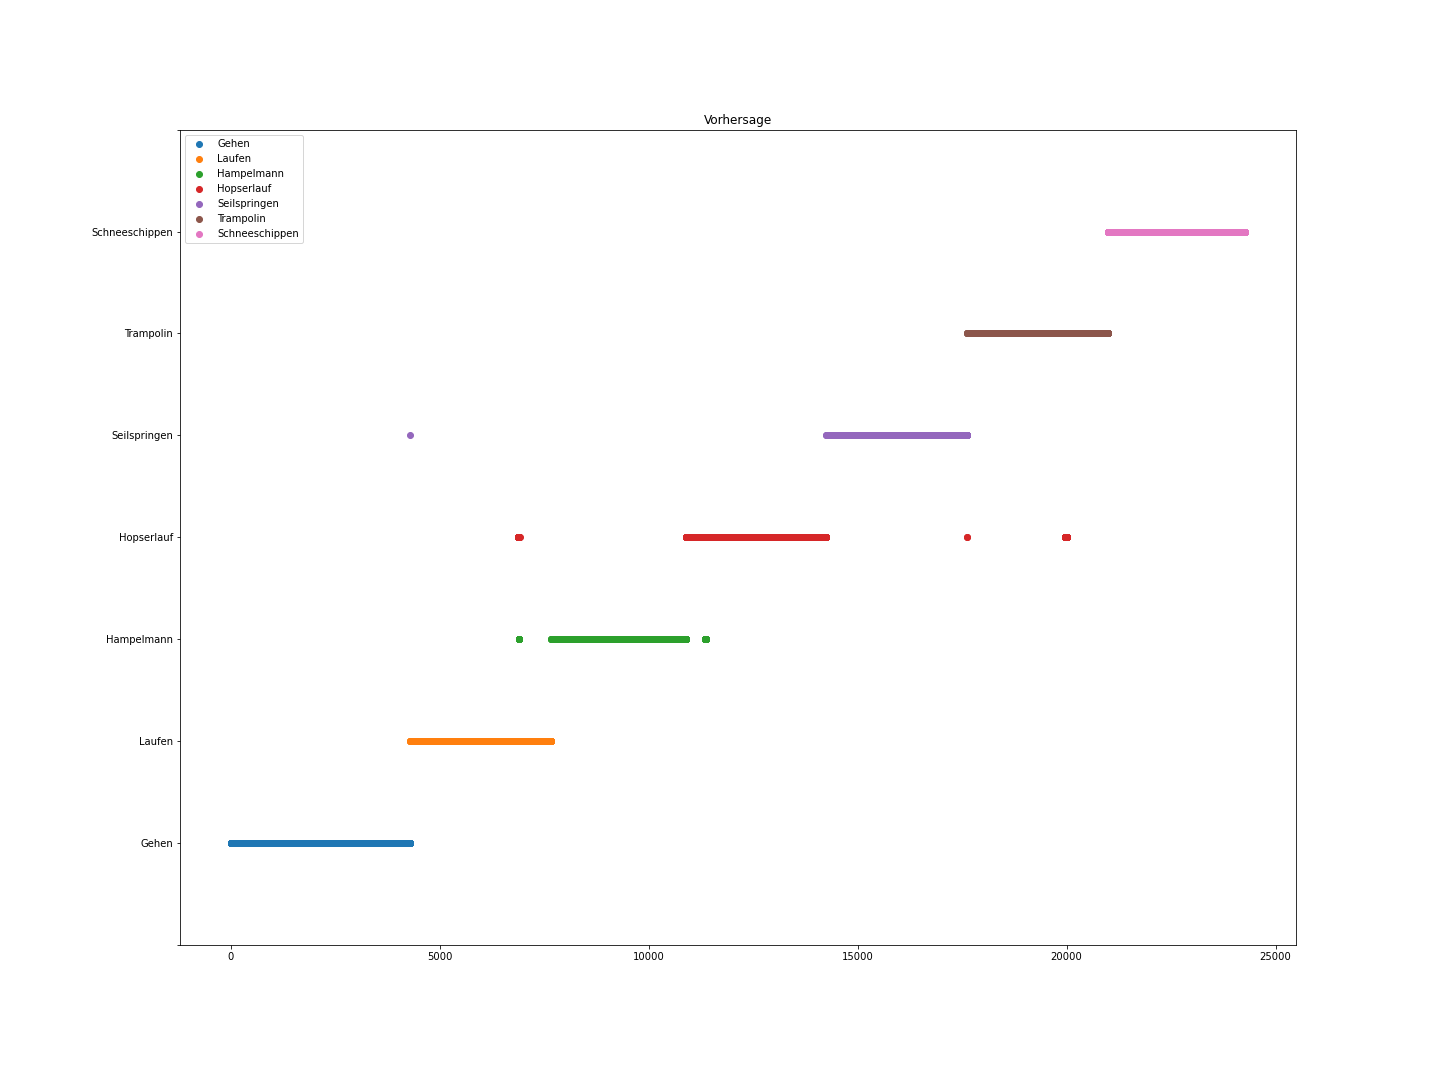 Vorhersage
Gehen
Laufen
Hampelmann
Hopserlauf
Seilspringen
Trampolin
Schneeschippen
Schneeschippen
Trampolin
Seilspringen
Hopserlauf
Hampelmann
Laufen
Gehen
0 5000 10000 15000 20000 25000